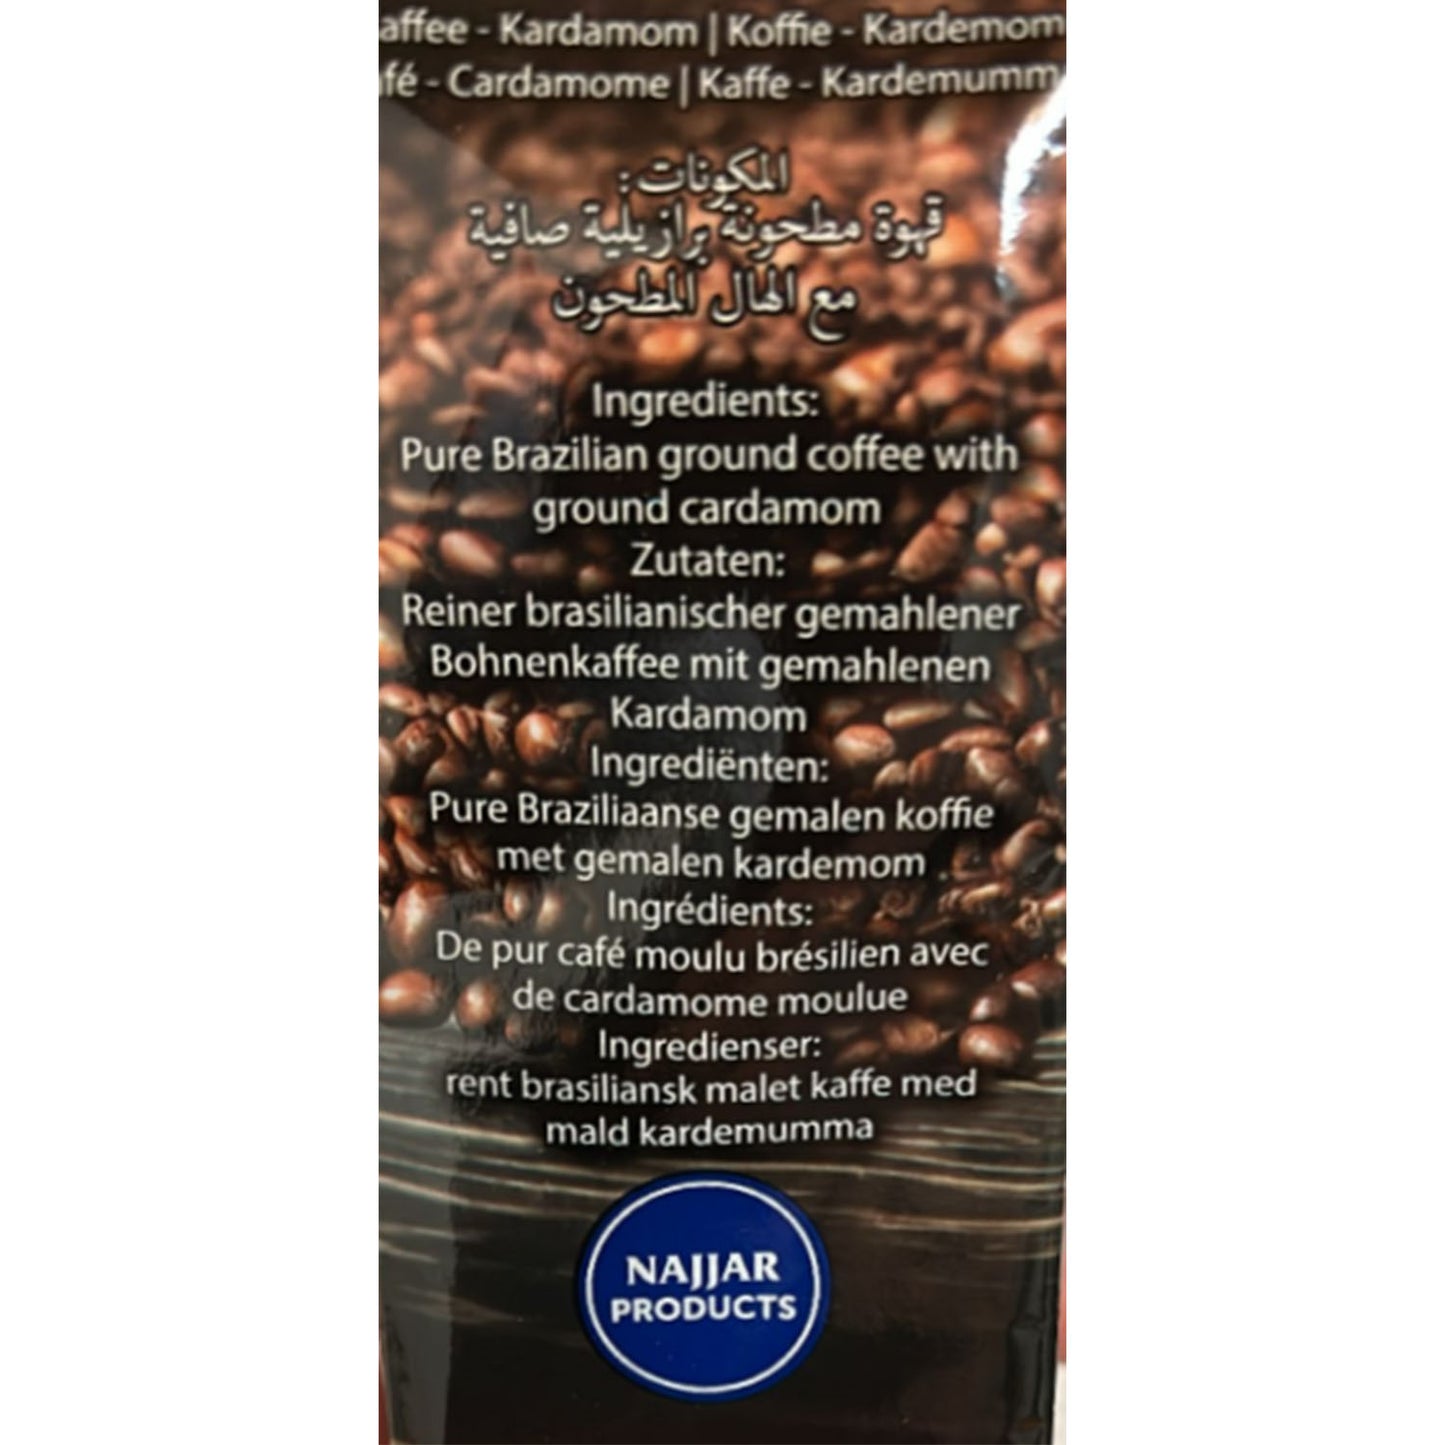 affee - Kardamom | Koffie - Kardemom
fé - Cardamome | Kaffe - Kardemumm
المكونات:
قهوة مطحونة برازيلية صافية
مع الهال المطحون
Ingredients:
Pure Brazilian ground coffee with
ground cardamom
Zutaten:
Reiner brasilianischer gemahlener
Bohnenkaffee mit gemahlenen
Kardamom
Ingrediënten:
Pure Braziliaanse gemalen koffie
met gemalen kardemom
Ingrédients:
De pur café moulu brésilien avec
de cardamome moulue
Ingredienser:
rent brasiliansk malet kaffe med
mald kardemumma
NAJJAR
PRODUCTS